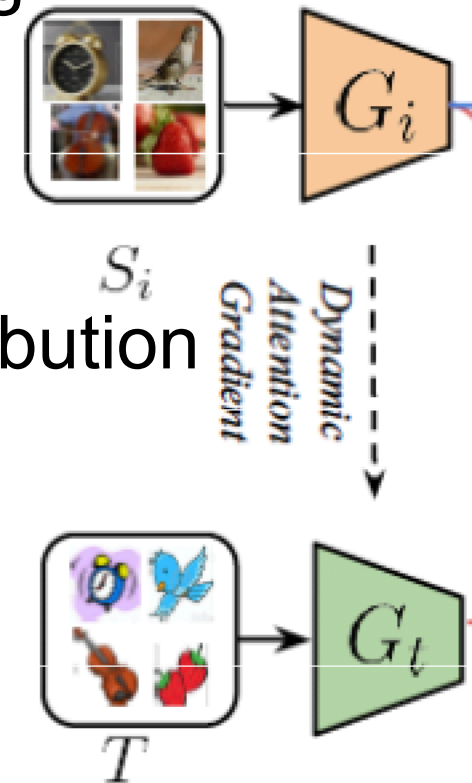 g
G_i
S_i
bution
Dynamic
Attention
Gradient
G_t
T